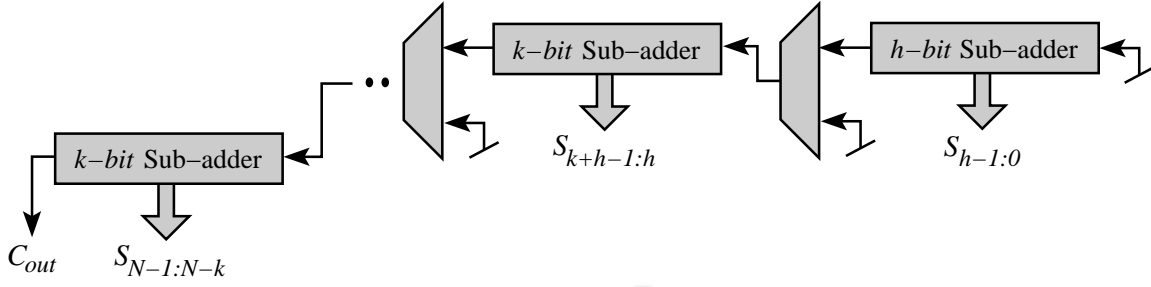 k−bit Sub−adder
h−bit Sub−adder
S_{k+h−1:h}
S_{h−1:0}
k−bit Sub−adder
C_{out}
S_{N−1:N−k}